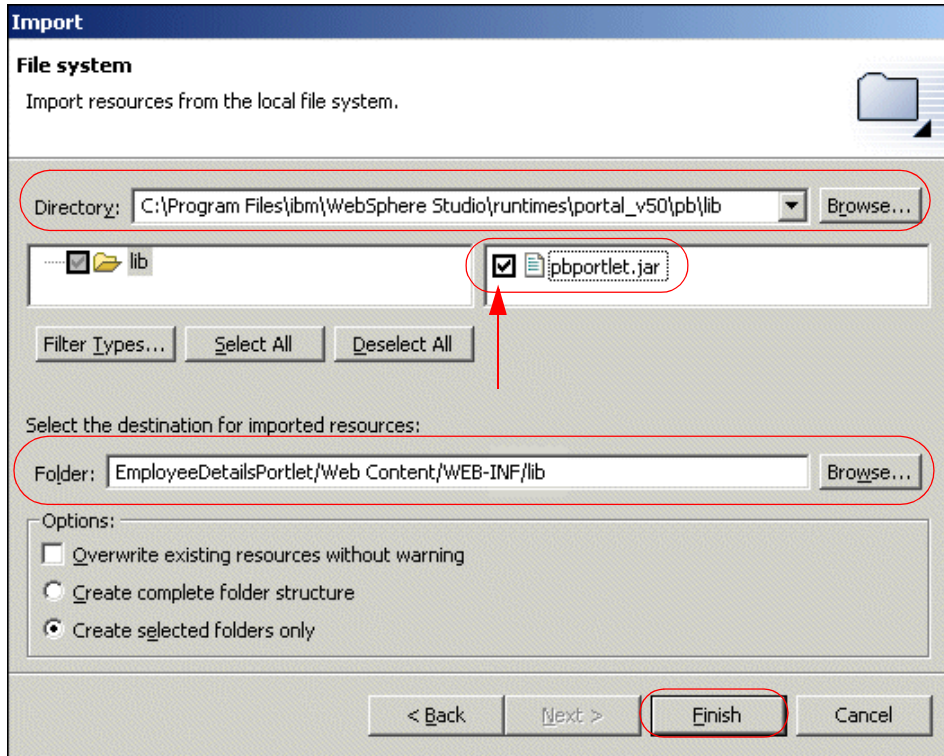 Import
File system
Import resources from the local file system.
Directory: C:\Program Files\ibm\WebSphere Studio\runtimes\portal_v50\pb\lib Browse...
lib pbportlet.jar
Filter Types... Select All Deselect All
Select the destination for imported resources:
Folder: EmployeeDetailsPortlet/Web Content/WEB-INF/lib Browse...
Options:
Overwrite existing resources without warning
Create complete folder structure
Create selected folders only
< Back Next > Finish Cancel